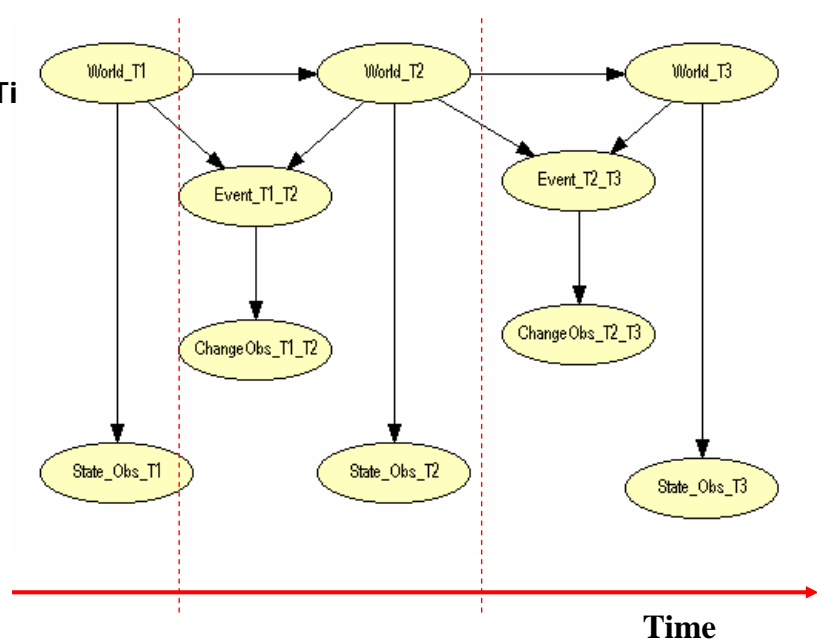 World_T1
World_T2
World_T3
Ti
Event_T1_T2
Event_T2_T3
ChangeObs_T1_T2
ChangeObs_T2_T3
State_Obs_T1
State_Obs_T2
State_Obs_T3
Time